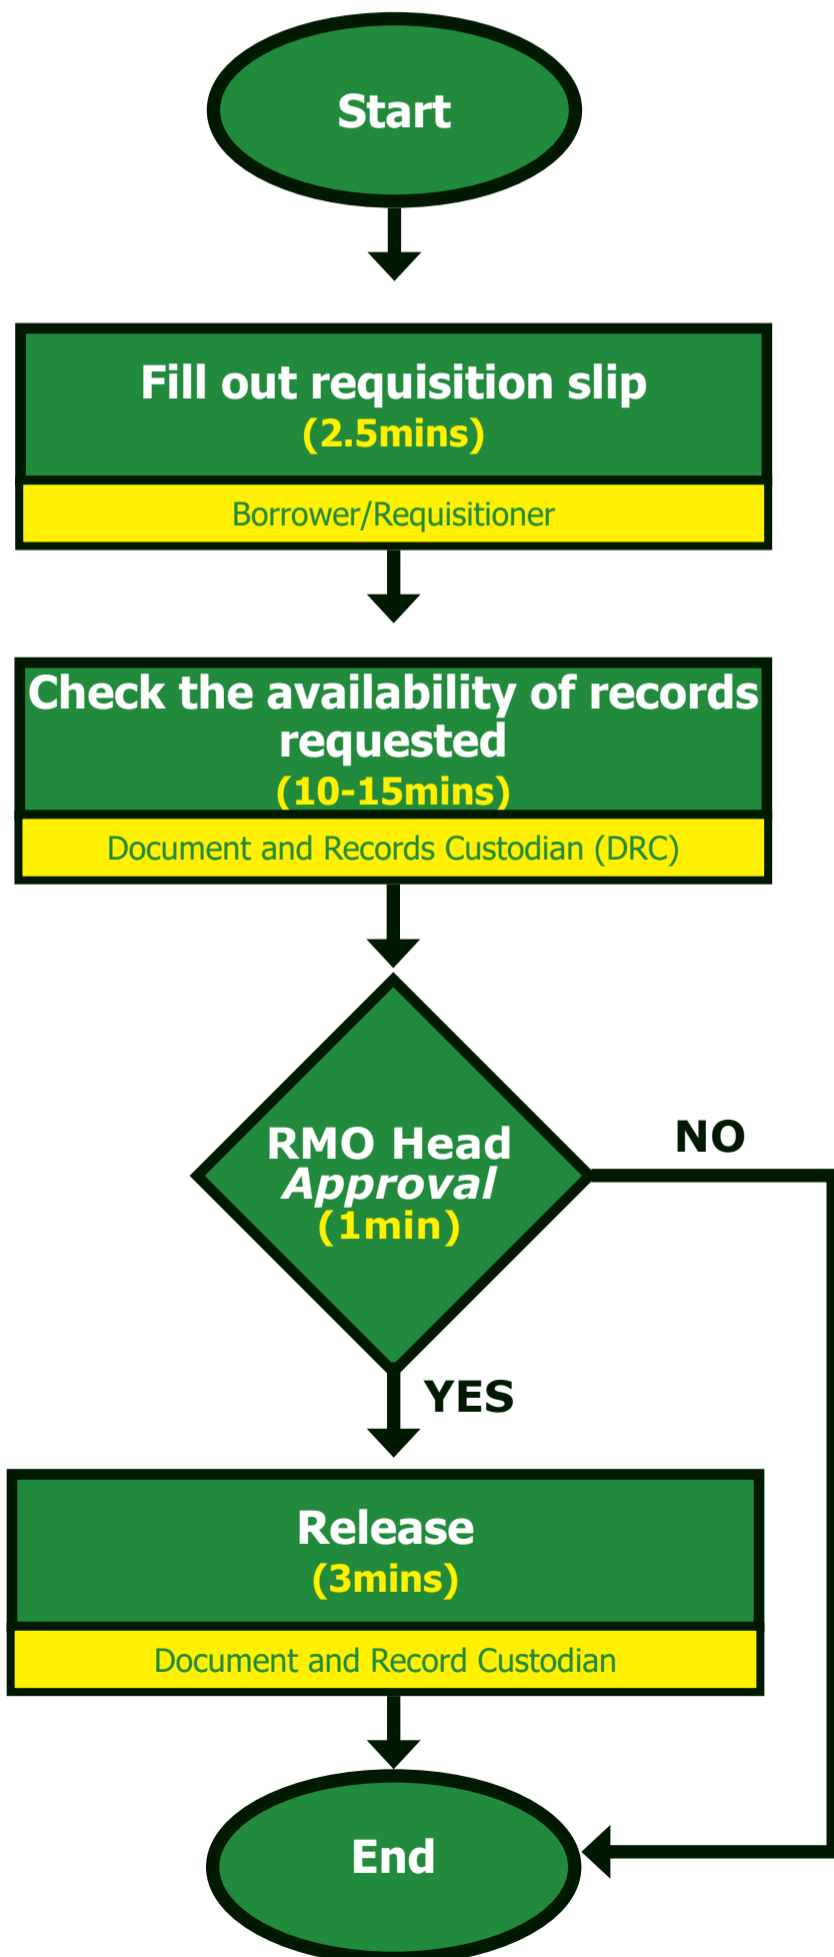 Start
Fill out requisition slip
(2.5mins)
Borrower/Requisitioner
Check the availability of records
requested
(10-15mins)
Document and Records Custodian (DRC)
RMO Head
Approval
(1min)
NO
YES
Release
(3mins)
Document and Record Custodian
End